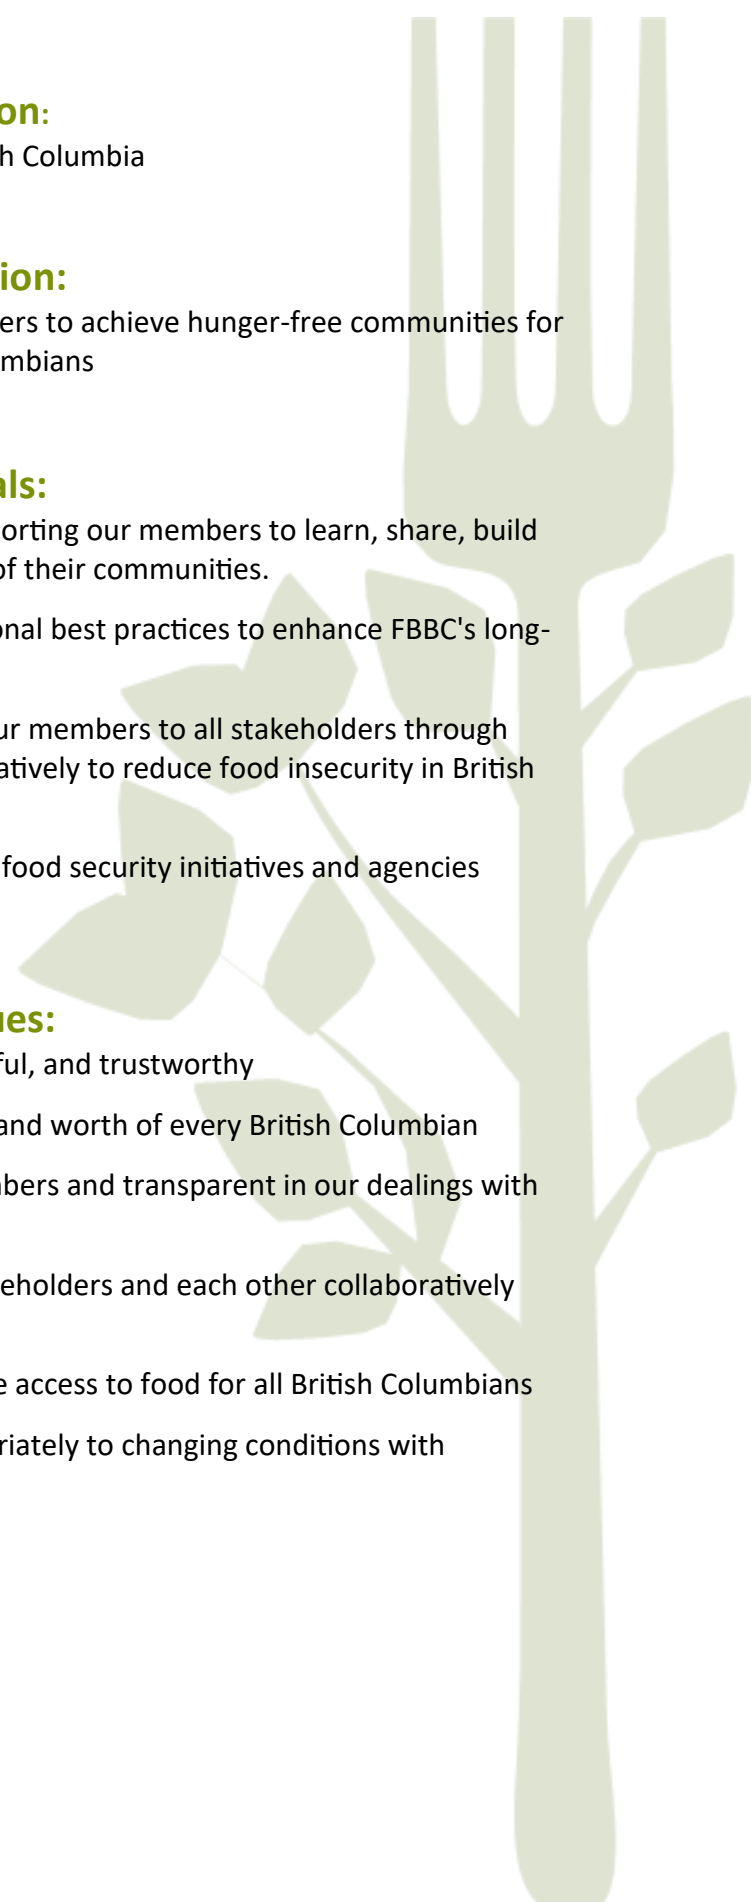 on:
h Columbia
ion:
ers to achieve hunger-free communities for
umbians
als:
orting our members to learn, share, build
of their communities.
onal best practices to enhance FBBC's long-
ur members to all stakeholders through
atively to reduce food insecurity in British
food security initiatives and agencies
ues:
ful, and trustworthy
and worth of every British Columbian
bers and transparent in our dealings with
eholders and each other collaboratively
e access to food for all British Columbians
riately to changing conditions with